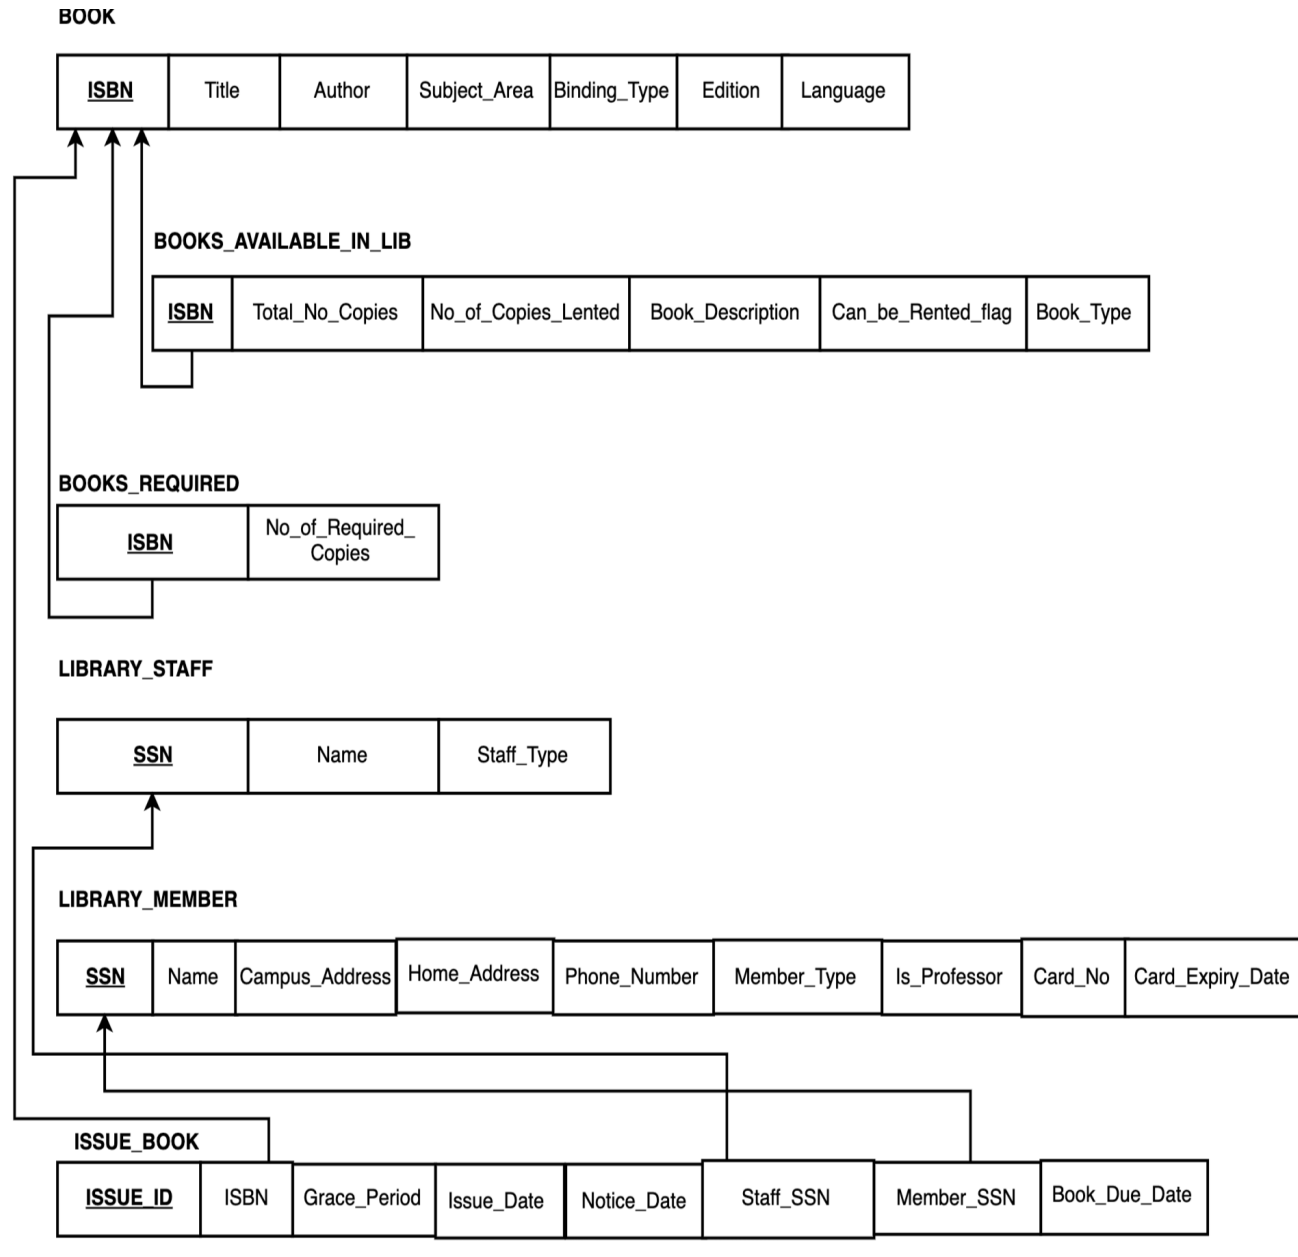 BOOK
ISBN Title Author Subject_Area Binding_Type Edition Language
BOOKS_AVAILABLE_IN_LIB
ISBN Total_No_Copies No_of_Copies_Lented Book_Description Can_be_Rented_flag Book_Type
BOOKS_REQUIRED
ISBN No_of_Required_
Copies
LIBRARY_STAFF
SSN Name Staff_Type
LIBRARY_MEMBER
SSN Name Campus_Address Home_Address Phone_Number Member_Type Is_Professor Card_No Card_Expiry_Date
ISSUE_BOOK
ISSUE_ID ISBN Grace_Period Issue_Date Notice_Date Staff_SSN Member_SSN Book_Due_Date